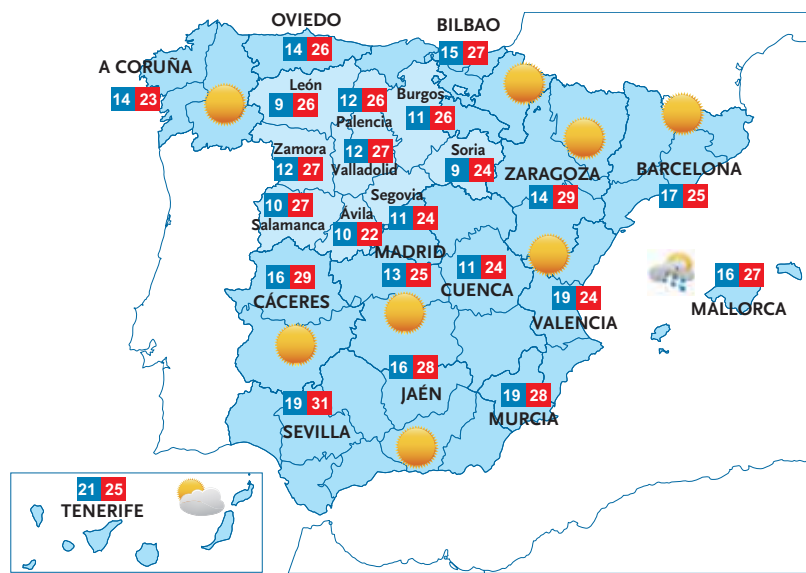 OVIEDO
14 26
BILBAO
15 27
A CORUÑA
14 23
León
9 26
12 26
Palencia
Burgos
11 26
Zamora
12 27
12 27
Valladolid
Soria
9 24
ZARAGOZA
14 29
BARCELONA
17 25
10 27
Salamanca
Ávila
10 22
Segovia
11 24
MADRID
13 25
11 24
CUENCA
16 29
CÁCERES
19 24
VALENCIA
16 27
MALLORCA
16 28
JAÉN
19 31
SEVILLA
19 28
MURCIA
21 25
TENERIFE